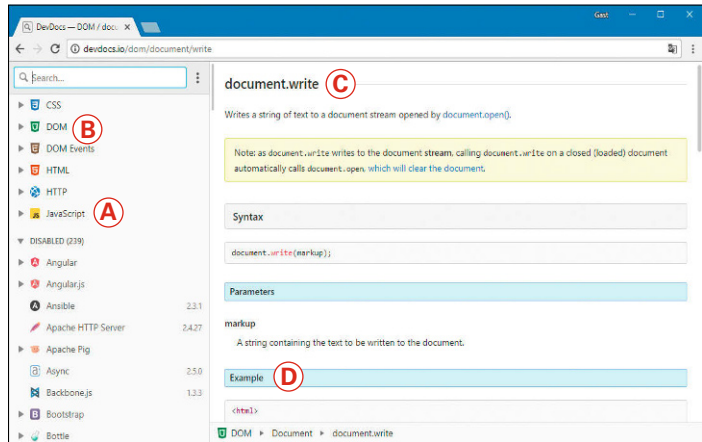 Gast
DevDocs — DOM / docu
devdocs.io/dom/document/write
Search...
CSS
DOM
B
DOM Events
HTML
HTTP
JavaScript
A
DISABLED (239)
Angular
Angular.js
Ansible 2.3.1
Apache HTTP Server 2.4.27
Apache Pig
Async 2.5.0
Backbone.js 1.3.3
Bootstrap
Bottle
document.write C
Writes a string of text to a document stream opened by document.open().
Note: as document.write writes to the document stream, calling document.write on a closed (loaded) document
automatically calls document.open, which will clear the document.
Syntax
document.write(markup);
Parameters
markup
A string containing the text to be written to the document.
Example D
<html>
DOM Document document.write